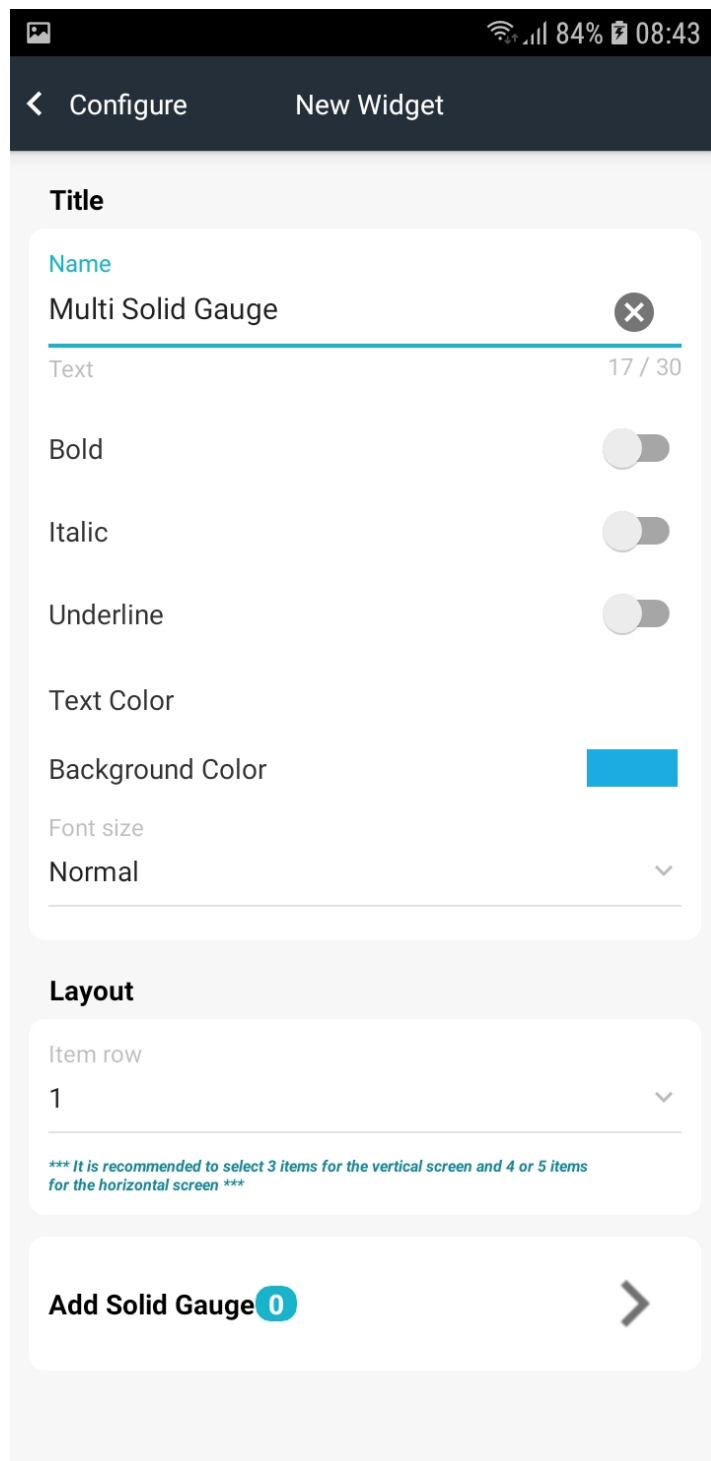 84% 08:43
Configure New Widget
Title
Name
Multi Solid Gauge
Text 17 / 30
Bold
Italic
Underline
Text Color
Background Color
Font size
Normal
Layout
Item row
1
*** It is recommended to select 3 items for the vertical screen and 4 or 5 items
for the horizontal screen ***
Add Solid Gauge 0